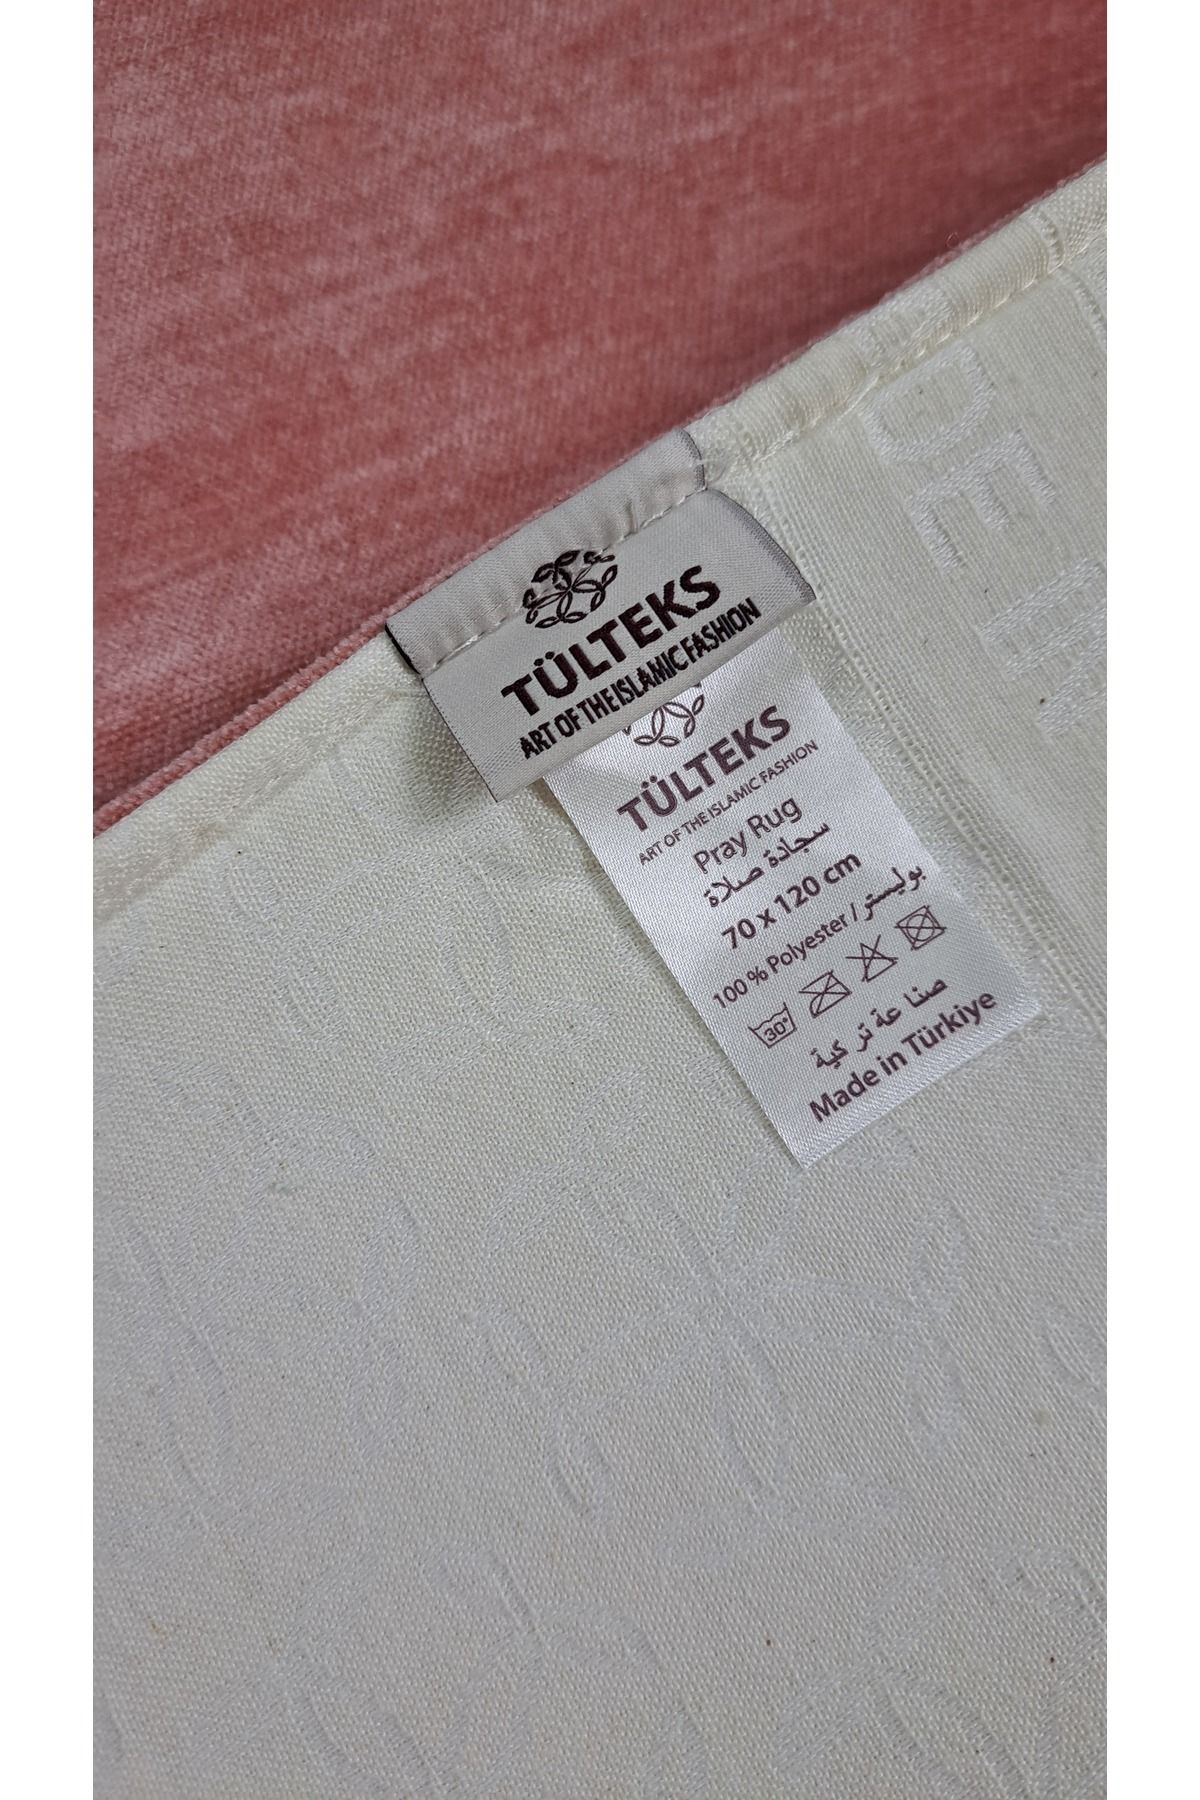 TÜLTEKS
ART OF THE ISLAMIC FASHION
TÜLTEKS
ART OF THE ISLAMIC FASHION
Pray Rug
سجادة صلاة
70 x 120 cm
100 % Polyester / بوليستر
30°
صناعة تركية
Made in Türkiye